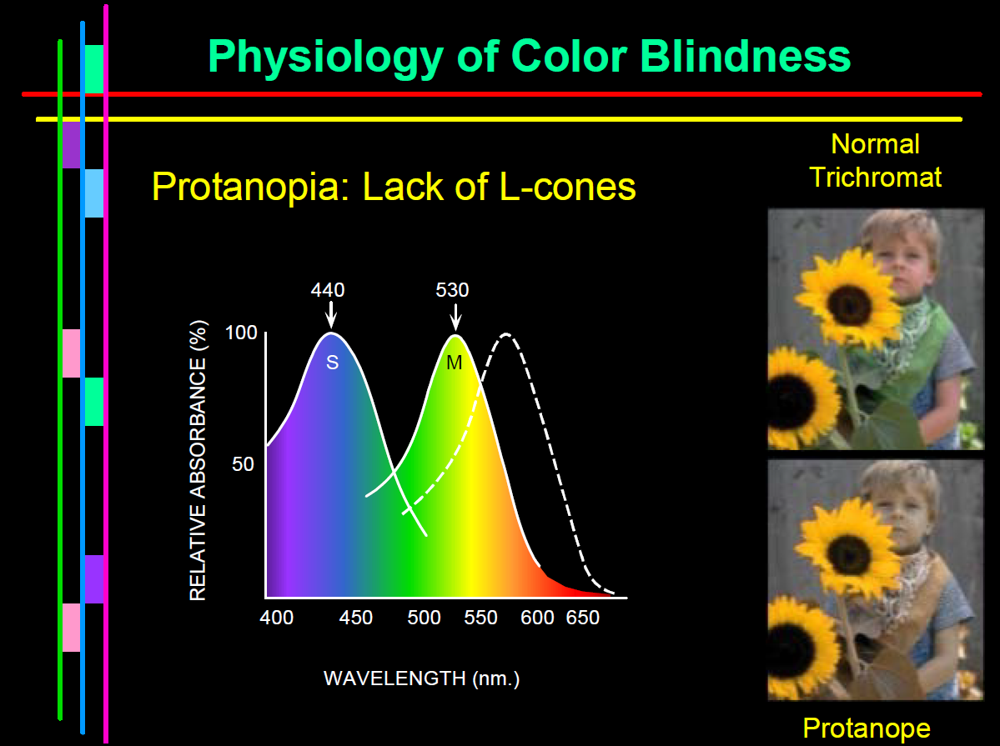 Physiology of Color Blindness
Normal
Trichromat
Protanopia: Lack of L-cones
440
530
100
S
M
50
RELATIVE ABSORBANCE (%)
400 450 500 550 600 650
WAVELENGTH (nm.)
Protanope